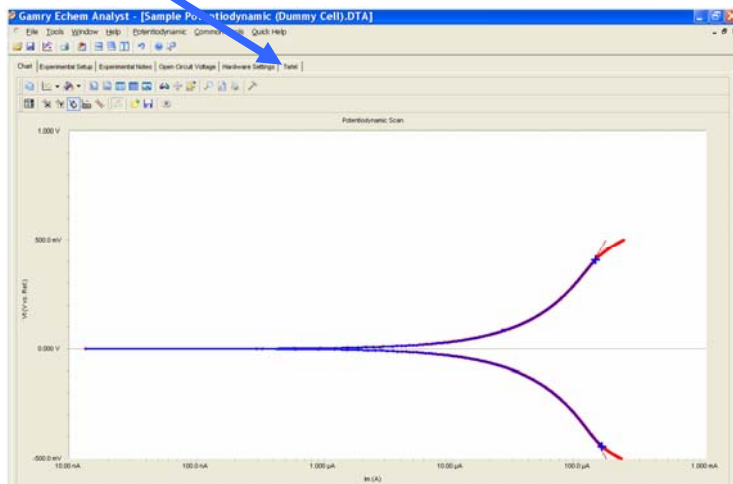 Gamry Echem Analyst - [Sample Potentiodynamic (Dummy Cell).DTA]
File Tools Window Help Potentiodynamic Common Quick Help
Chart Experimental Setup Experimental Notes Open Circuit Voltage Hardware Settings Tafel
Potentiodynamic Scan
1.000 V
500.0 mV
Vf (V vs. Ref.)
0.000 V
-500.0 mV
10.00 nA 100.0 nA 1.000 µA 10.00 µA 100.0 µA 1.000 mA
Im (A)